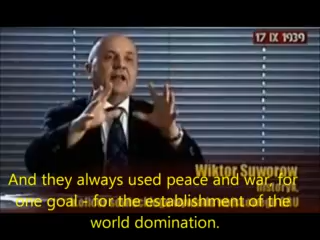 17 IX 1939
Wiktor Suworow
historyk,
And they always used peace and war for
one goal - for the establishment of the
world domination.